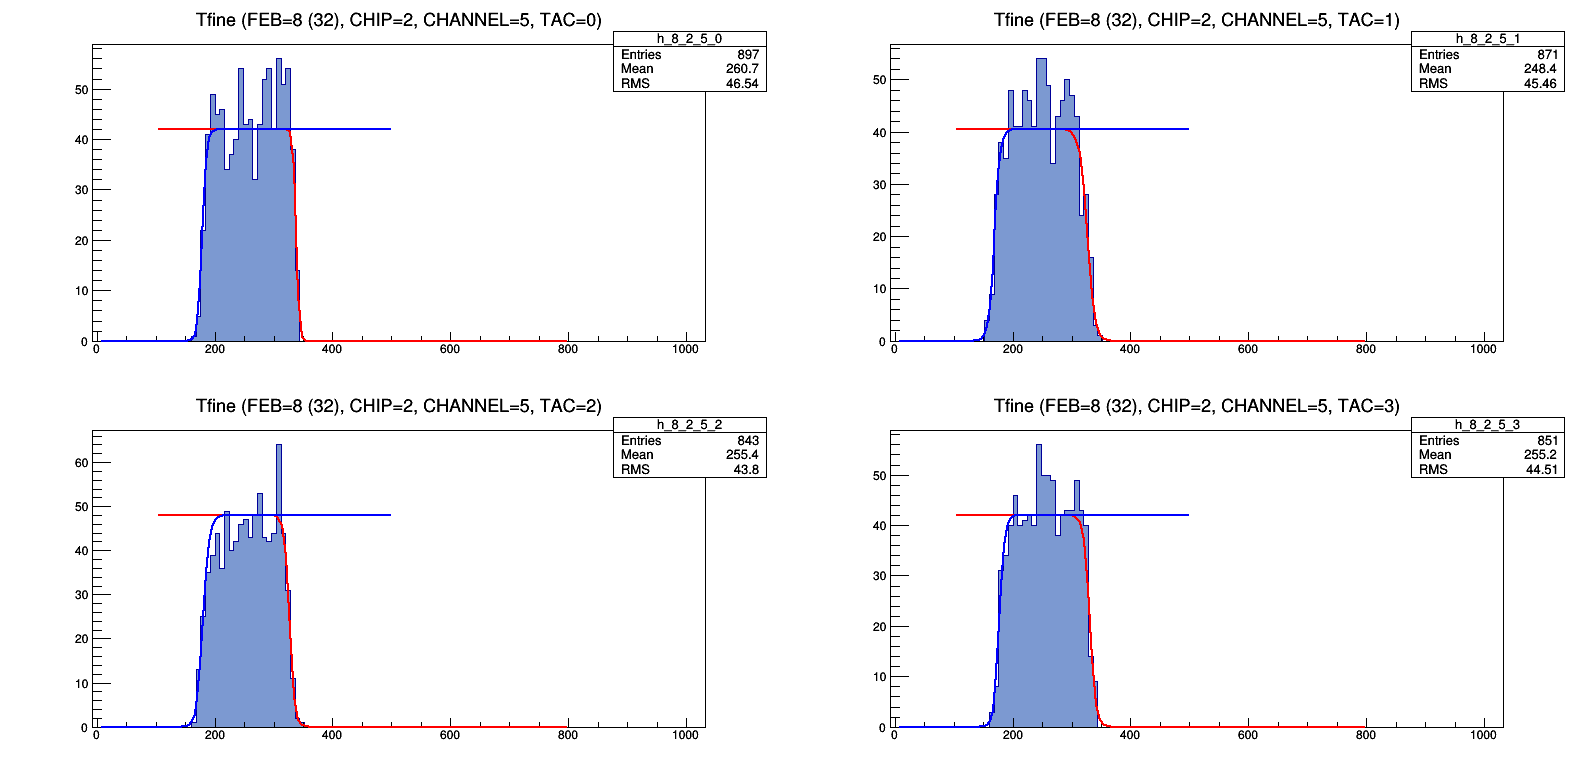 Tfine (FEB=8 (32), CHIP=2, CHANNEL=5, TAC=0)
h_8_2_5_0
Entries 897
Mean 260.7
RMS 46.54
50
40
30
20
10
0
0 200 400 600 800 1000
Tfine (FEB=8 (32), CHIP=2, CHANNEL=5, TAC=1)
h_8_2_5_1
Entries 871
Mean 248.4
RMS 45.46
50
40
30
20
10
0
0 200 400 600 800 1000
Tfine (FEB=8 (32), CHIP=2, CHANNEL=5, TAC=2)
h_8_2_5_2
Entries 843
Mean 255.4
RMS 43.8
60
50
40
30
20
10
0
0 200 400 600 800 1000
Tfine (FEB=8 (32), CHIP=2, CHANNEL=5, TAC=3)
h_8_2_5_3
Entries 851
Mean 255.2
RMS 44.51
50
40
30
20
10
0
0 200 400 600 800 1000